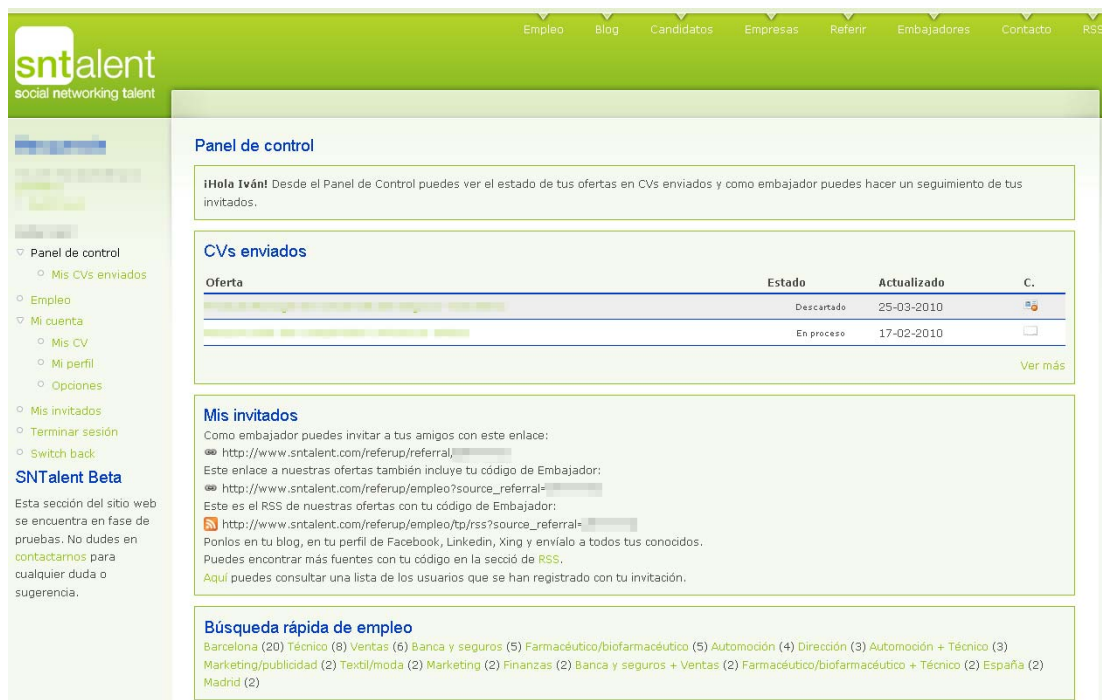 Empleo Blog Candidatos Empresas Referir Embajadores Contacto RSS
sntalent
social networking talent
Panel de control
Mis CVs enviados
Empleo
Mi cuenta
Mis CV
Mi perfil
Opciones
Mis invitados
Terminar sesión
Switch back
SNTalent Beta
Esta sección del sitio web
se encuentra en fase de
pruebas. No dudes en
contactarnos para
cualquier duda o
sugerencia.
Panel de control
¡Hola Iván! Desde el Panel de Control puedes ver el estado de tus ofertas en CVs enviados y como embajador puedes hacer un seguimiento de tus
invitados.
CVs enviados
Oferta Estado Actualizado C.
Descartado 25-03-2010
En proceso 17-02-2010
Ver más
Mis invitados
Como embajador puedes invitar a tus amigos con este enlace:
http://www.sntalent.com/referup/referral,
Este enlace a nuestras ofertas también incluye tu código de Embajador:
http://www.sntalent.com/referup/empleo?source_referral=
Este es el RSS de nuestras ofertas con tu código de Embajador:
http://www.sntalent.com/referup/empleo/tp/rss?source_referral=
Ponlos en tu blog, en tu perfil de Facebook, Linkedin, Xing y envíalo a todos tus conocidos.
Puedes encontrar más fuentes con tu código en la secció de RSS.
Aquí puedes consultar una lista de los usuarios que se han registrado con tu invitación.
Búsqueda rápida de empleo
Barcelona (20) Técnico (8) Ventas (6) Banca y seguros (5) Farmacéutico/biofarmacéutico (5) Automoción (4) Dirección (3) Automoción + Técnico (3)
Marketing/publicidad (2) Textil/moda (2) Marketing (2) Finanzas (2) Banca y seguros + Ventas (2) Farmacéutico/biofarmacéutico + Técnico (2) España (2)
Madrid (2)